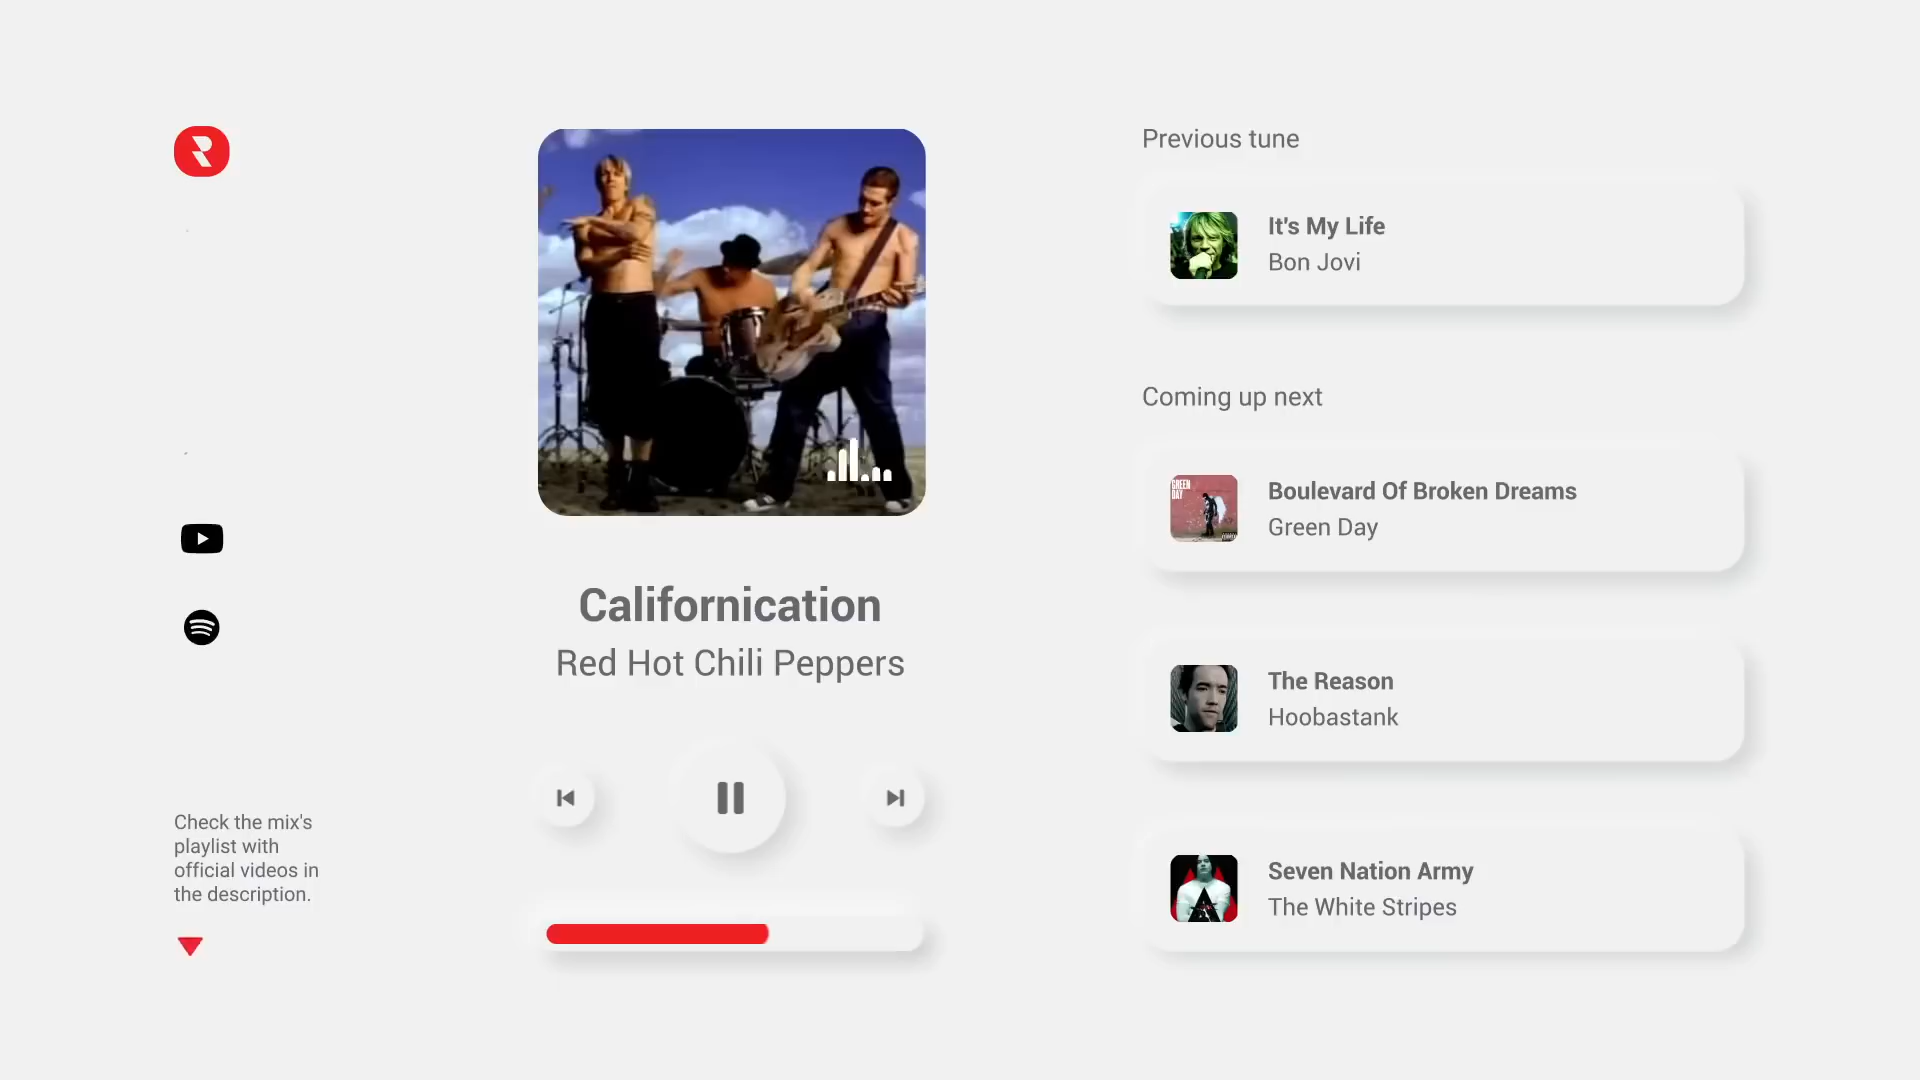 Check the mix's
playlist with
official videos in
the description.
Californication
Red Hot Chili Peppers
Previous tune
It's My Life
Bon Jovi
Coming up next
GREEN
DAY
Boulevard Of Broken Dreams
Green Day
The Reason
Hoobastank
Seven Nation Army
The White Stripes